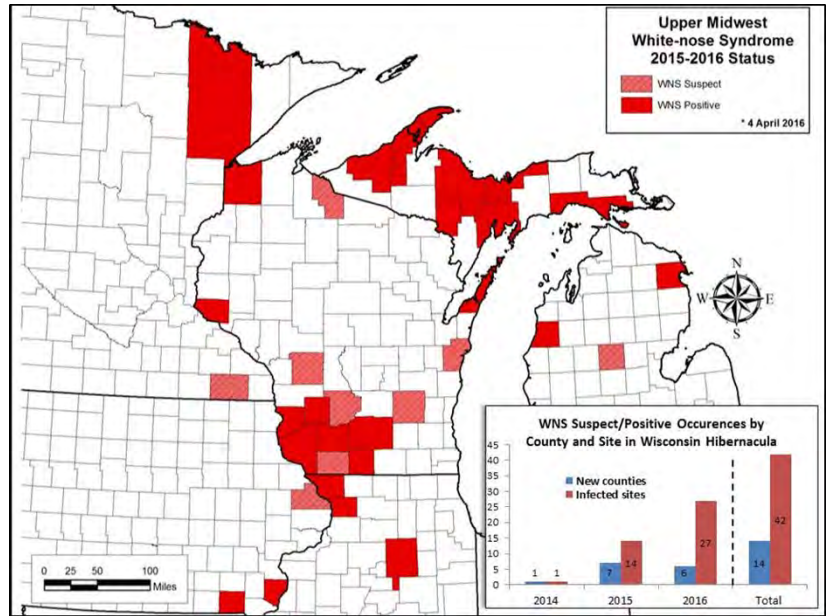 Upper Midwest
White-nose Syndrome
2015-2016 Status
WNS Suspect
WNS Positive
* 4 April 2016
N
W E
S
WNS Suspect/Positive Occurences by
County and Site in Wisconsin Hibernacula
45
40
35
30
25
20
15
10
5
0
New counties
Infected sites
1 1
7 14
6 27
14 42
2014 2015 2016 Total
0 25 50 100
Miles